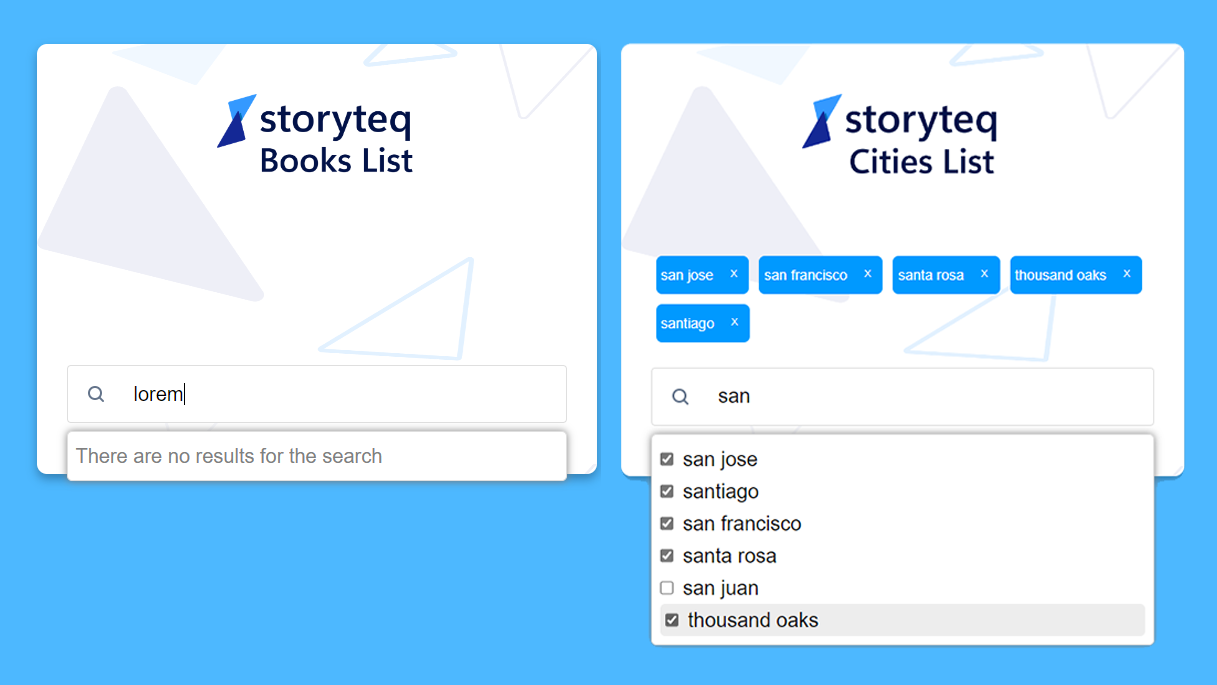 storyteq
Books List
lorem
There are no results for the search
storyteq
Cities List
san jose x san francisco x santa rosa x thousand oaks x
santiago x
san
san jose
santiago
san francisco
santa rosa
san juan
thousand oaks